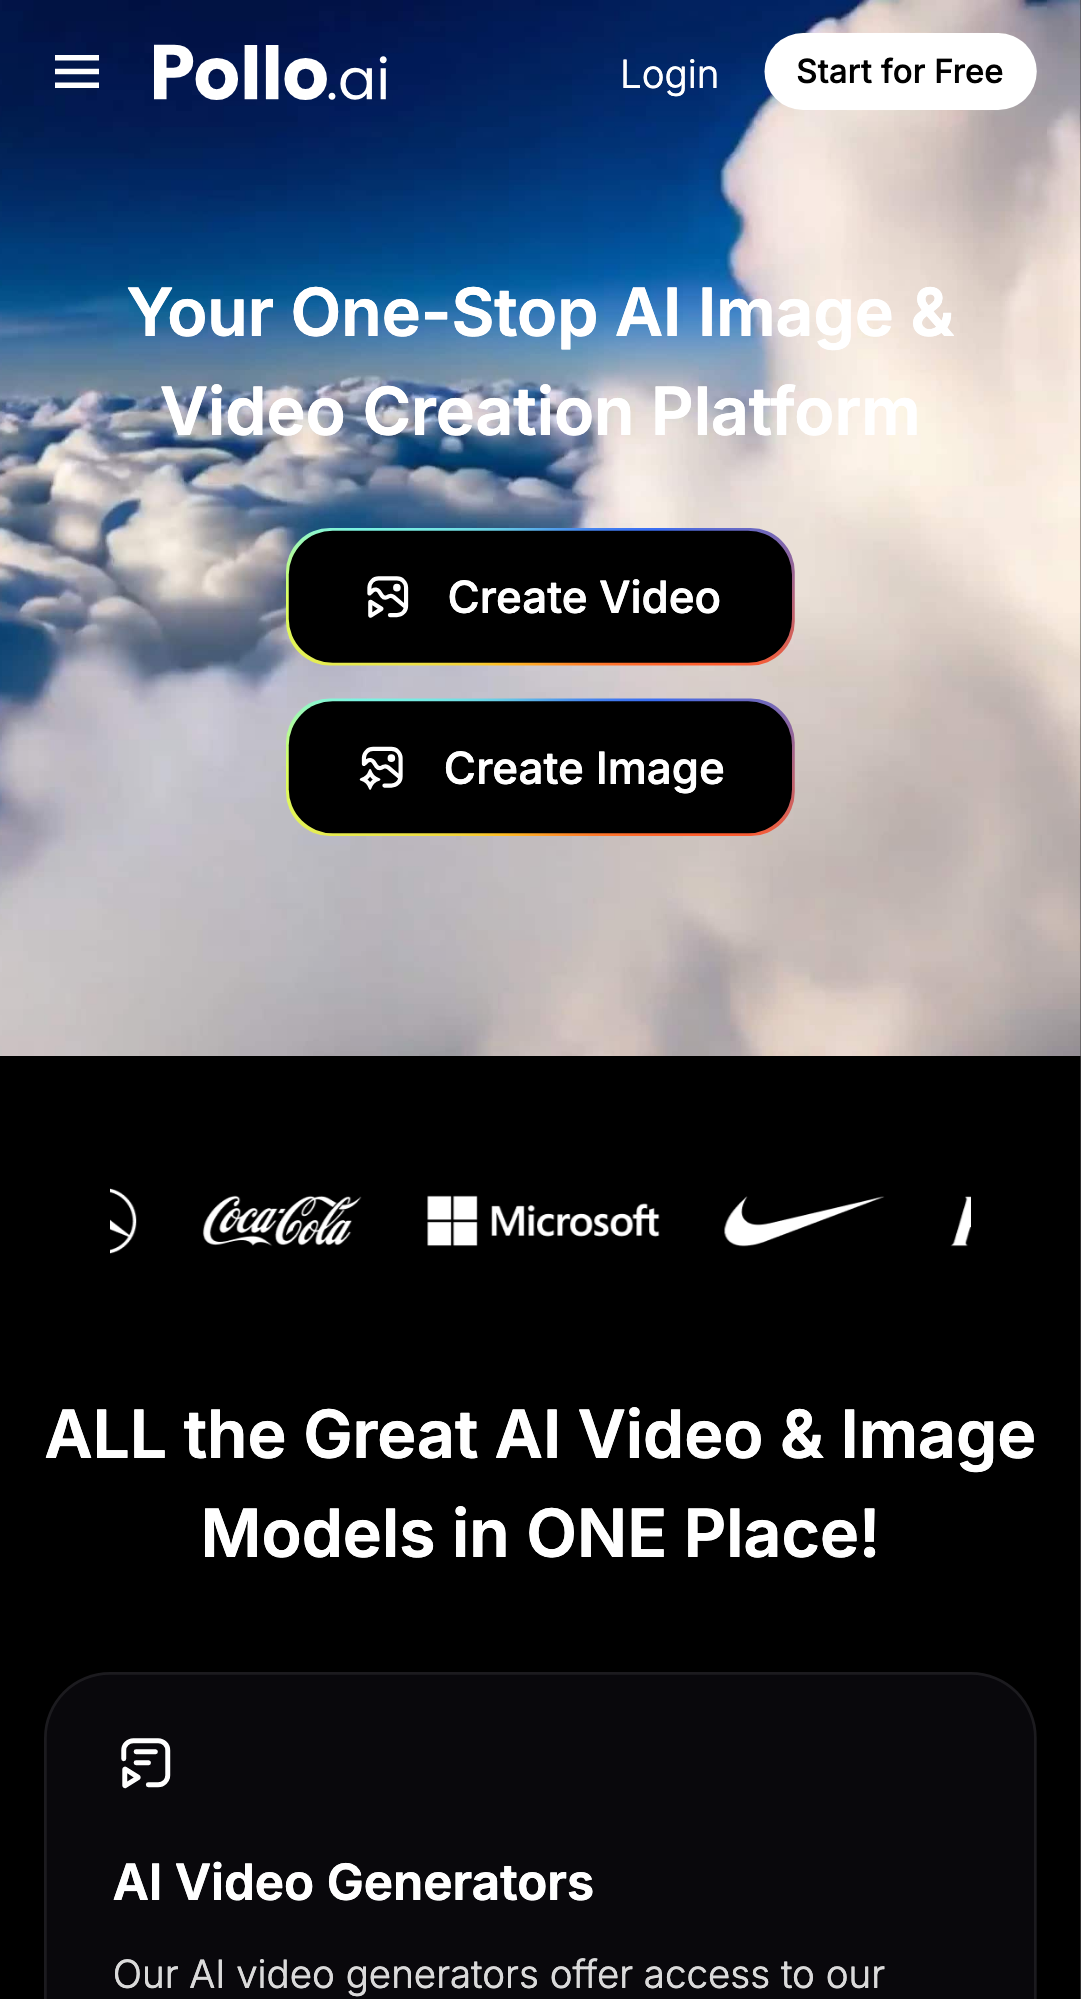 Pollo.ai
Login
Start for Free
Your One-Stop AI Image &
Video Creation Platform
Create Video
Create Image
Coca-Cola
Microsoft
ALL the Great AI Video & Image
Models in ONE Place!
AI Video Generators
Our AI video generators offer access to our